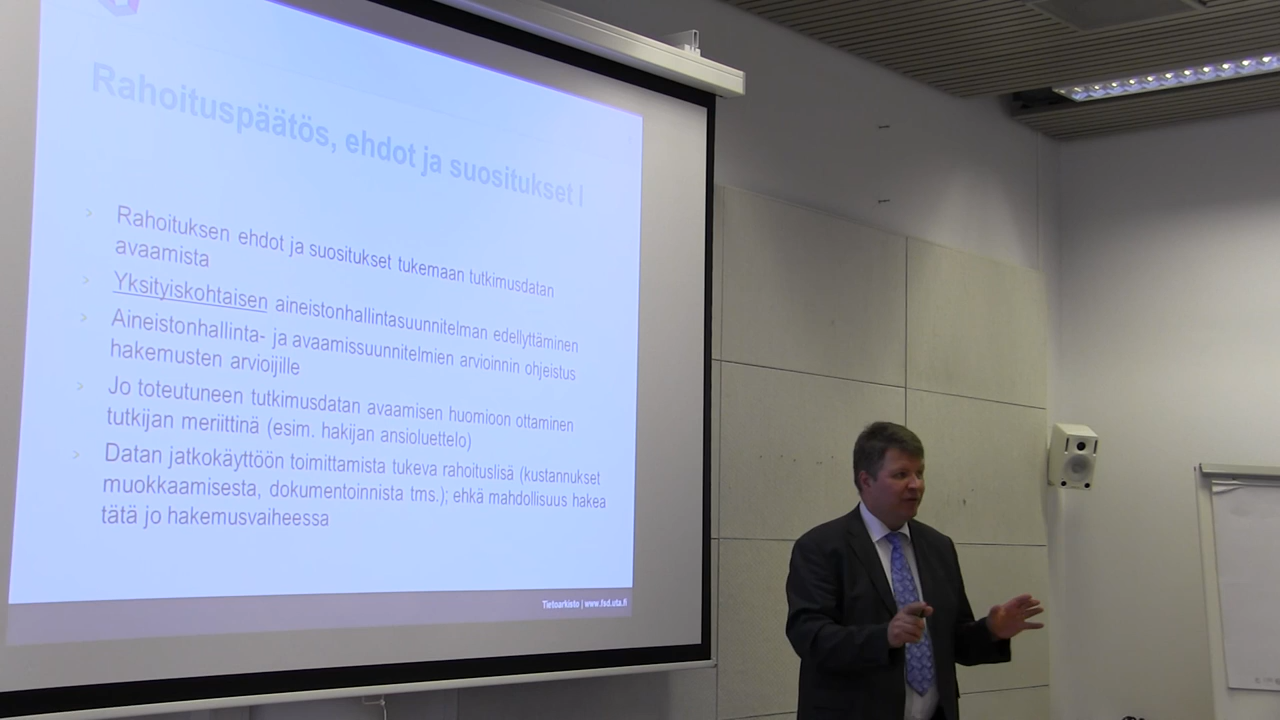 Rahoituspäätös, ehdot ja suositukset I
› Rahoituksen ehdot ja suositukset tukemaan tutkimusdatan
avaamista
› Yksityiskohtaisen aineistonhallintasuunnitelman edellyttäminen
› Aineistonhallinta- ja avaamissuunnitelmien arvioinnin ohjeistus
hakemusten arvioijille
› Jo toteutuneen tutkimusdatan avaamisen huomioon ottaminen
tutkijan meriittinä (esim. hakijan ansioluettelo)
› Datan jatkokäyttöön toimittamista tukeva rahoituslisä (kustannukset
muokkaamisesta, dokumentoinnista tms.); ehkä mahdollisuus hakea
tätä jo hakemusvaiheessa
Tietoarkisto | www.fsd.uta.fi